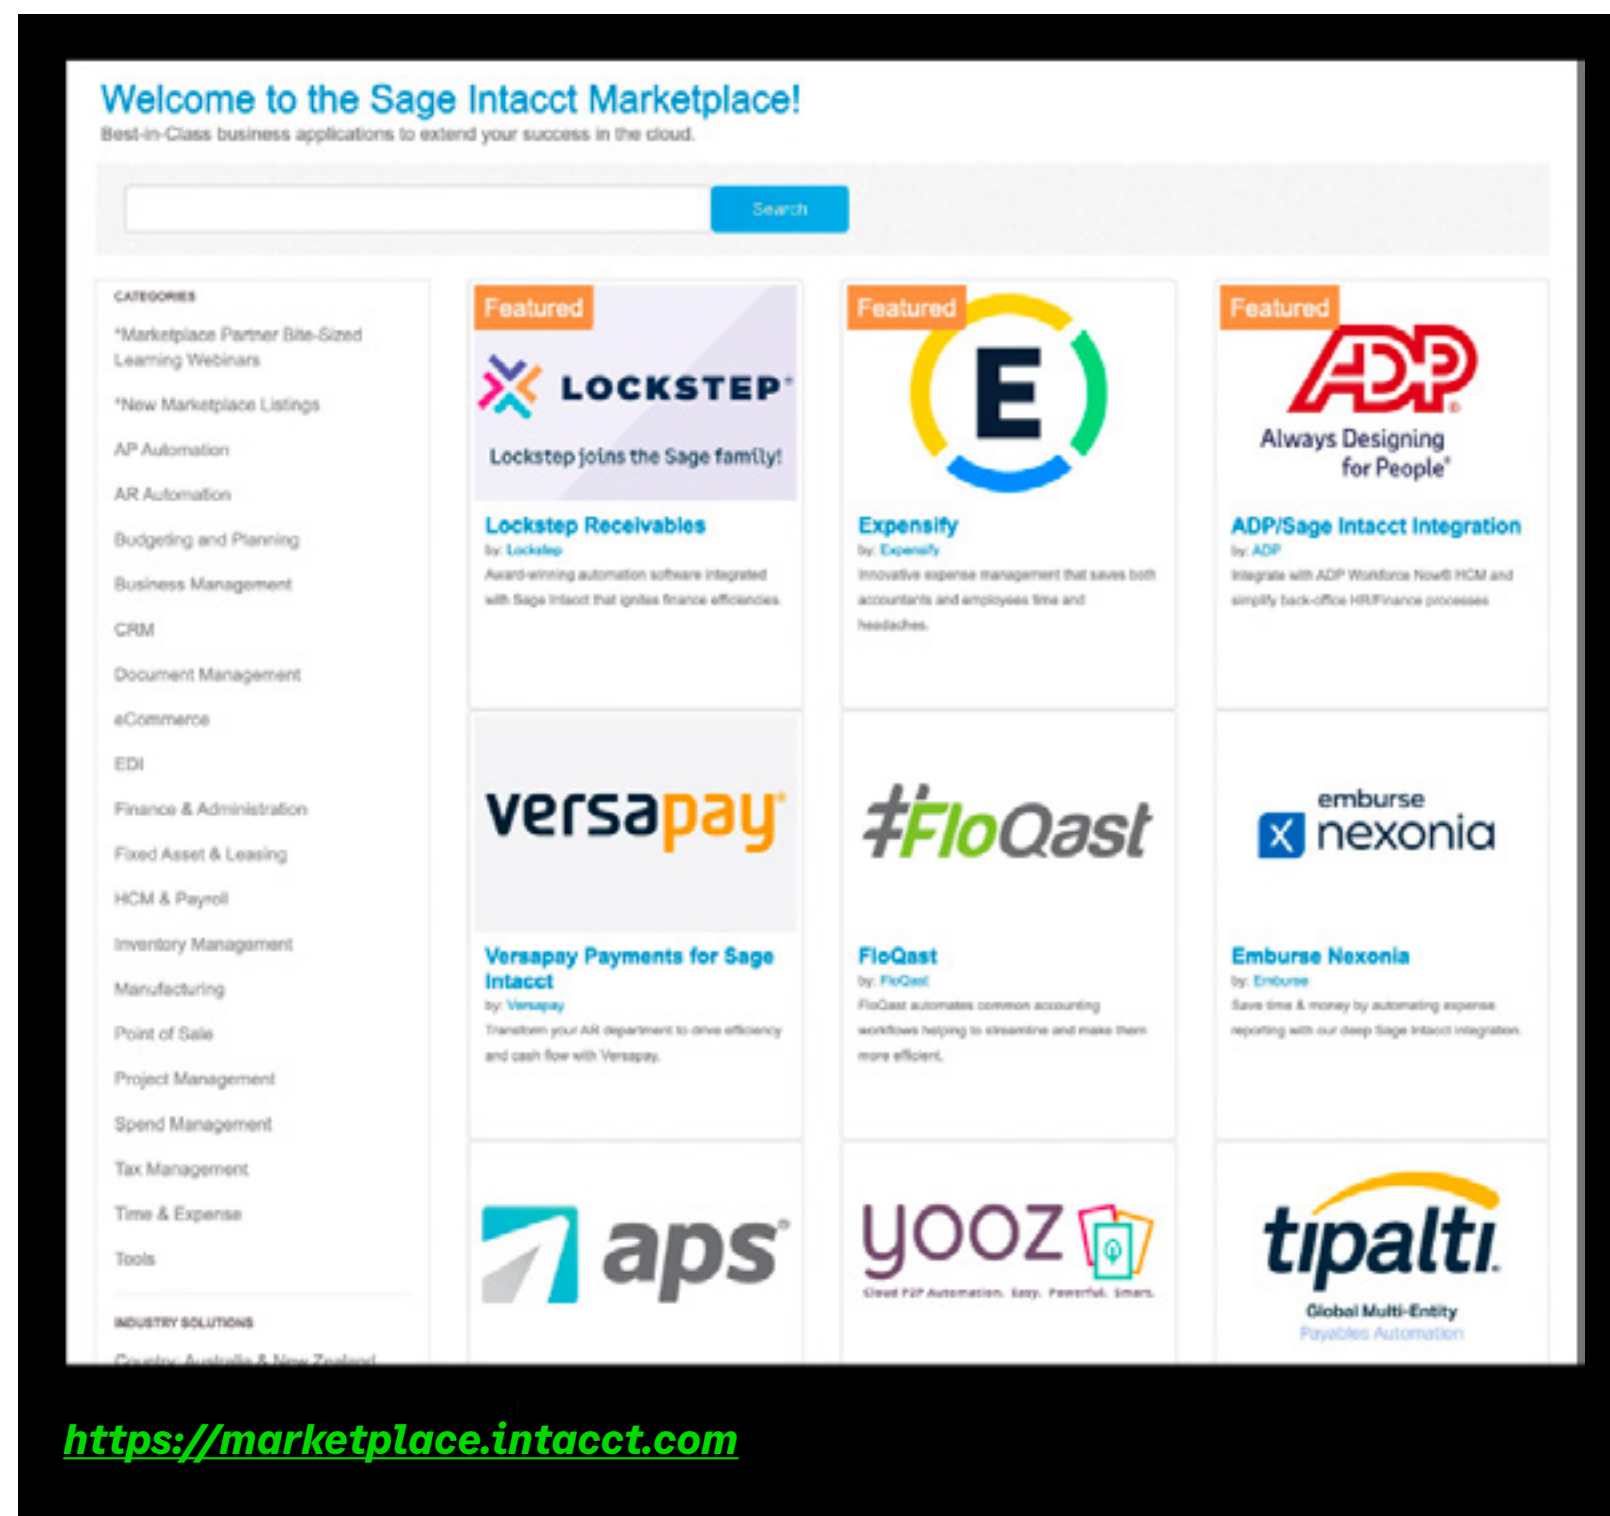 Welcome to the Sage Intacct Marketplace!
Best-in-Class business applications to extend your success in the cloud.
Search
CATEGORIES
*Marketplace Partner Bite-Sized
Learning Webinars
*New Marketplace Listings
AP Automation
AR Automation
Budgeting and Planning
Business Management
CRM
Document Management
eCommerce
EDI
Finance & Administration
Fixed Asset & Leasing
HCM & Payroll
Inventory Management
Manufacturing
Point of Sale
Project Management
Spend Management
Tax Management
Time & Expense
Tools
INDUSTRY SOLUTIONS
Country: Australia & New Zealand
Featured
LOCKSTEP®
Lockstep joins the Sage family!
Lockstep Receivables
by: Lockstep
Award-winning automation software integrated
with Sage Intacct that ignites finance efficiencies.
Featured
E
Expensify
by: Expensify
Innovative expense management that saves both
accountants and employees time and
headaches.
Featured
ADP®
Always Designing
for People®
ADP/Sage Intacct Integration
by: ADP
Integrate with ADP Workforce Now® HCM and
simplify back-office HR/Finance processes
versapay®
Versapay Payments for Sage
Intacct
by: Versapay
Transform your AR department to drive efficiency
and cash flow with Versapay.
#FloQast
FloQast
by: FloQast
FloQast automates common accounting
workflows helping to streamline and make them
more efficient.
emburse
x nexonia
Emburse Nexonia
by: Emburse
Save time & money by automating expense
reporting with our deep Sage Intacct integration.
aps®
yooz
Cloud P2P Automation. Easy. Powerful. Smart.
tipalti.
Global Multi-Entity
Payables Automation
https://marketplace.intacct.com